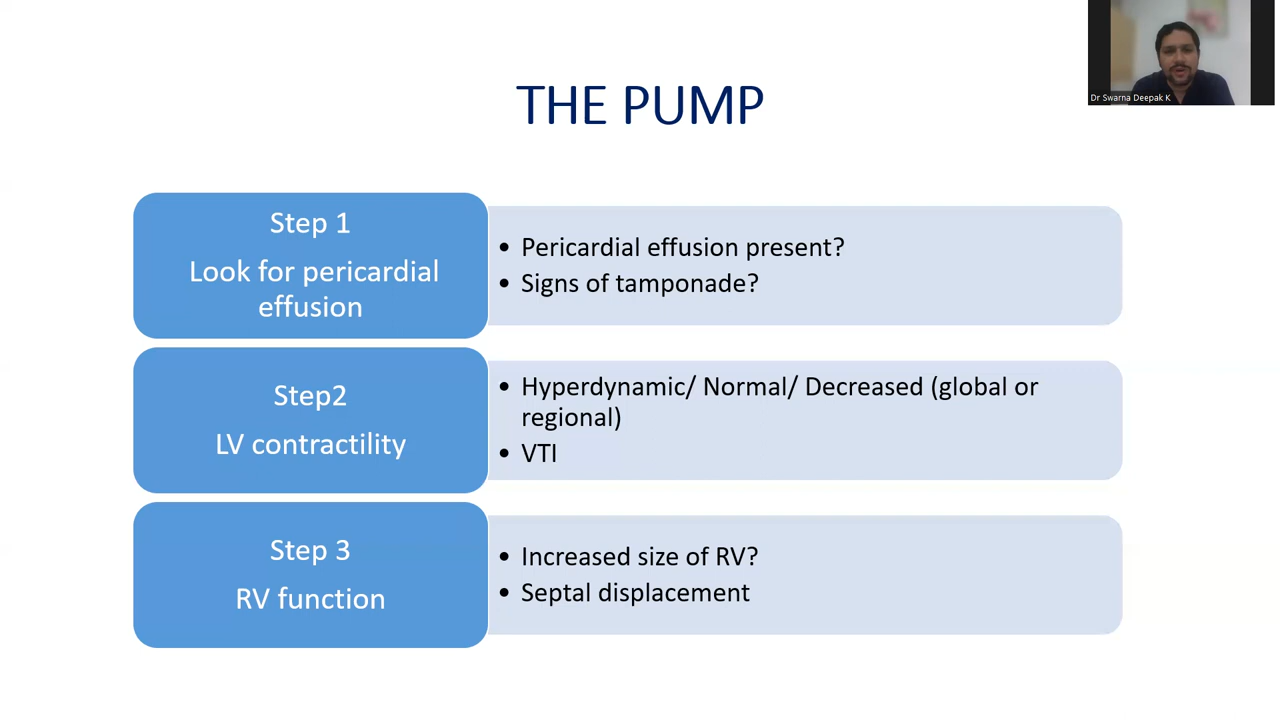 Dr Swarna Deepak K
THE PUMP
Step 1
Look for pericardial
effusion
• Pericardial effusion present?
• Signs of tamponade?
Step2
LV contractility
• Hyperdynamic/ Normal/ Decreased (global or
regional)
• VTI
Step 3
RV function
• Increased size of RV?
• Septal displacement